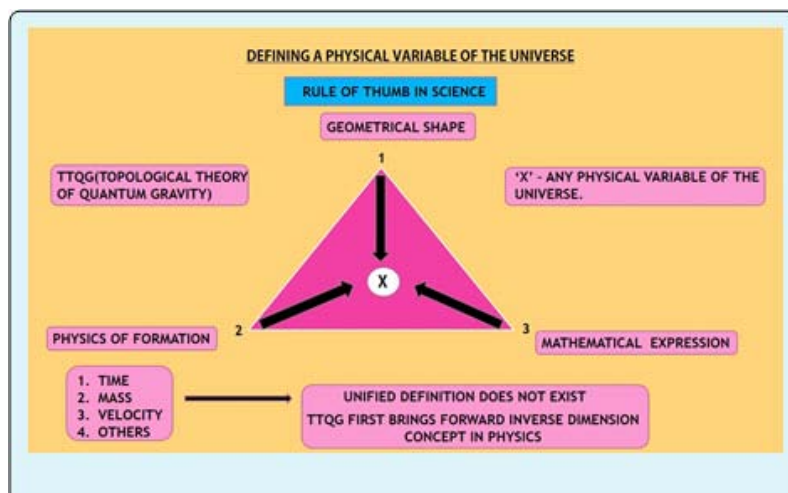 DEFINING A PHYSICAL VARIABLE OF THE UNIVERSE
RULE OF THUMB IN SCIENCE
GEOMETRICAL SHAPE
1
TTQG(TOPOLOGICAL THEORY
OF QUANTUM GRAVITY)
'X' - ANY PHYSICAL VARIABLE OF THE
UNIVERSE.
X
PHYSICS OF FORMATION
2
3
MATHEMATICAL EXPRESSION
1. TIME
2. MASS
3. VELOCITY
4. OTHERS
UNIFIED DEFINITION DOES NOT EXIST
TTQG FIRST BRINGS FORWARD INVERSE DIMENSION
CONCEPT IN PHYSICS